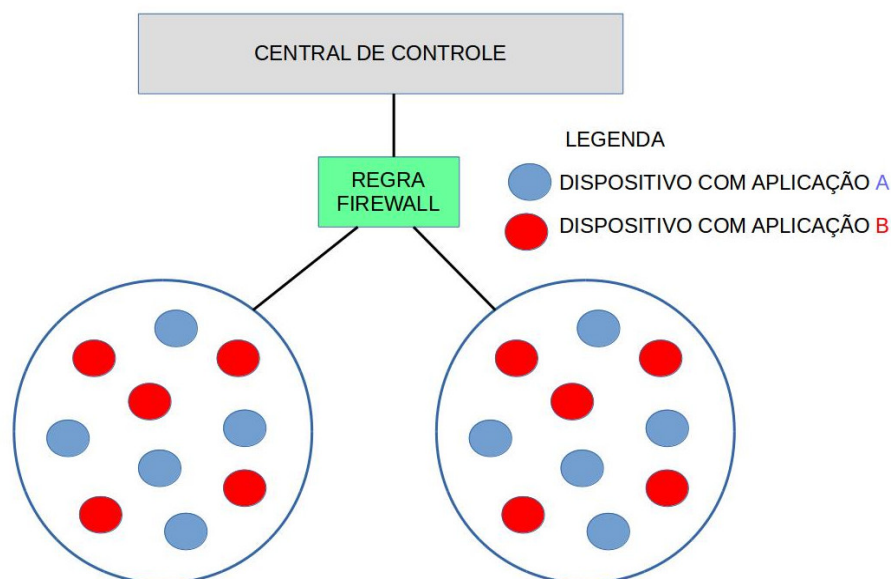 CENTRAL DE CONTROLE
REGRA
FIREWALL
LEGENDA
DISPOSITIVO COM APLICAÇÃO A
DISPOSITIVO COM APLICAÇÃO B